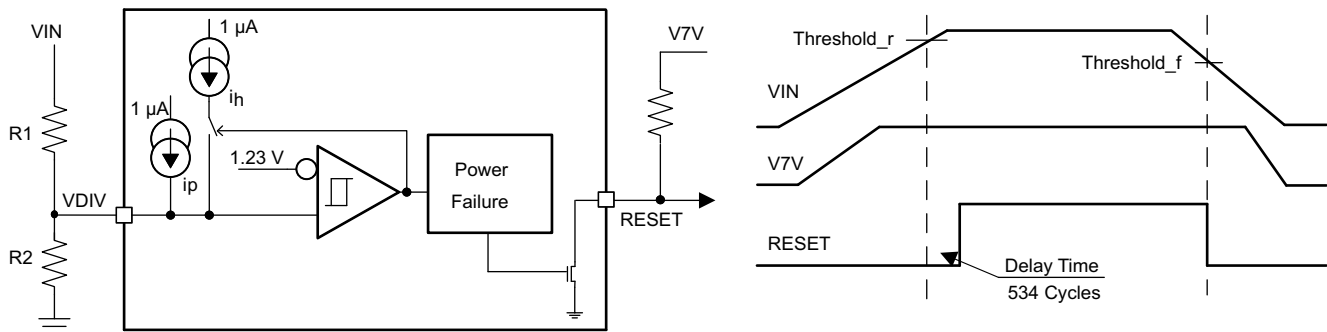 VIN
R1
VDIV
R2
1 µA
ih
1 µA
ip
1.23 V
Power
Failure
V7V
RESET
Threshold_r
Threshold_f
VIN
V7V
RESET
Delay Time
534 Cycles